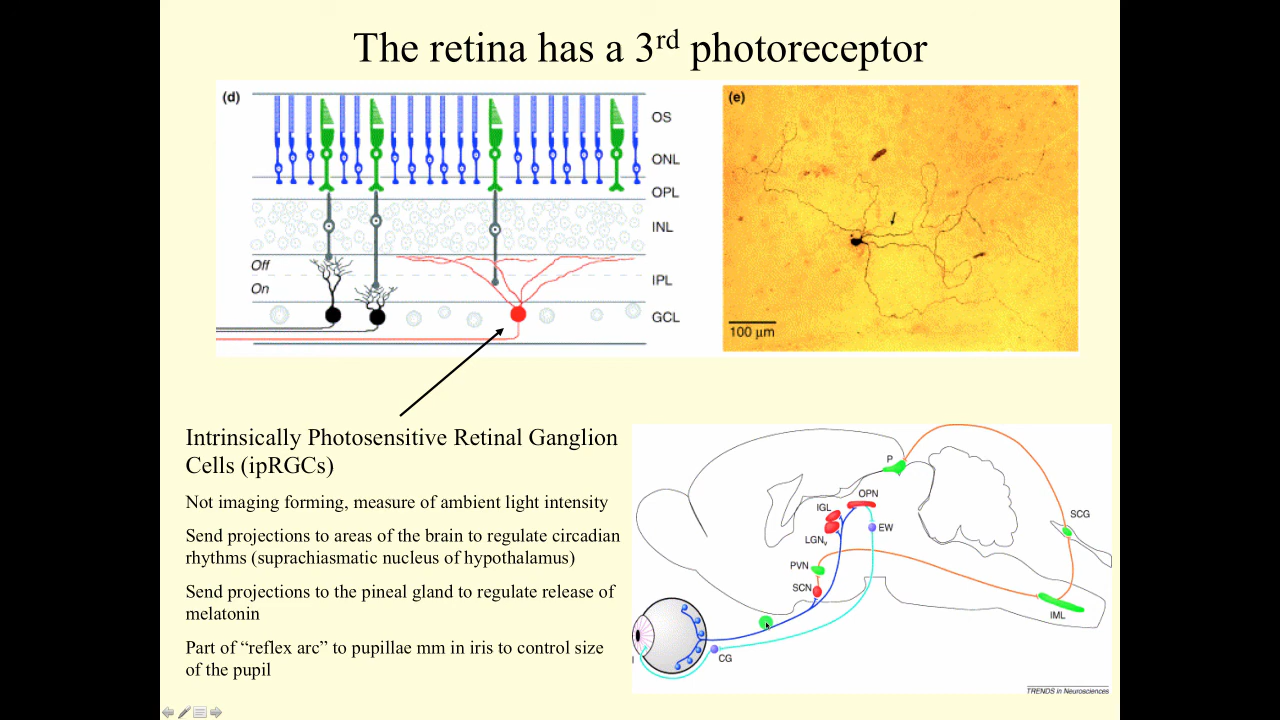 The retina has a 3rd photoreceptor
(d)
OS
ONL
OPL
INL
Off
On
IPL
GCL
(e)
100 µm
Intrinsically Photosensitive Retinal Ganglion
Cells (ipRGCs)
Not imaging forming, measure of ambient light intensity
Send projections to areas of the brain to regulate circadian
rhythms (suprachiasmatic nucleus of hypothalamus)
Send projections to the pineal gland to regulate release of
melatonin
Part of “reflex arc” to pupillae mm in iris to control size
of the pupil
P
OPN
IGL
EW
LGNv
SCG
PVN
SCN
IML
I
CG
TRENDS in Neurosciences